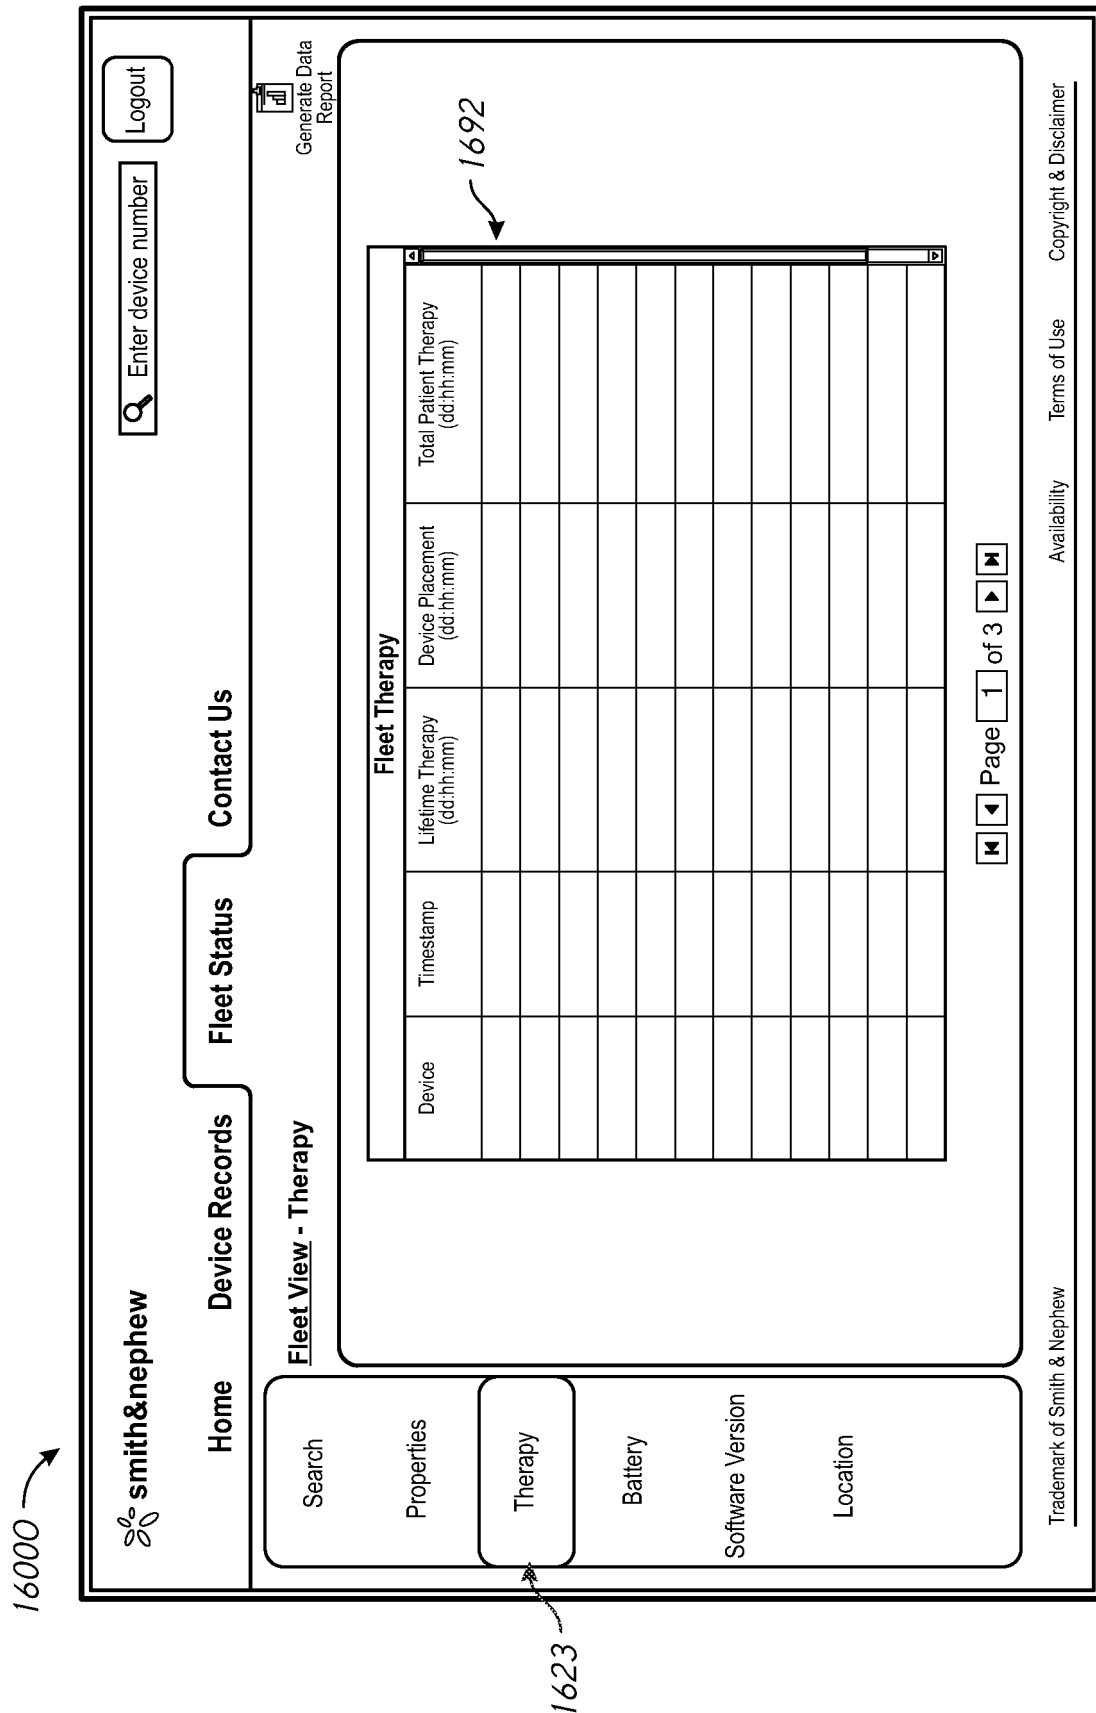 16000
smith&nephew
Enter device number
Logout
Home
Device Records
Fleet Status
Contact Us
Fleet View - Therapy
Generate Data
Report
Search
Properties
Therapy
Battery
Software Version
Location
1623
Fleet Therapy
Device
Timestamp
Lifetime Therapy
(dd:hh:mm)
Device Placement
(dd:hh:mm)
Total Patient Therapy
(dd:hh:mm)
1692
Page 1 of 3
Trademark of Smith & Nephew
Availability
Terms of Use
Copyright & Disclaimer